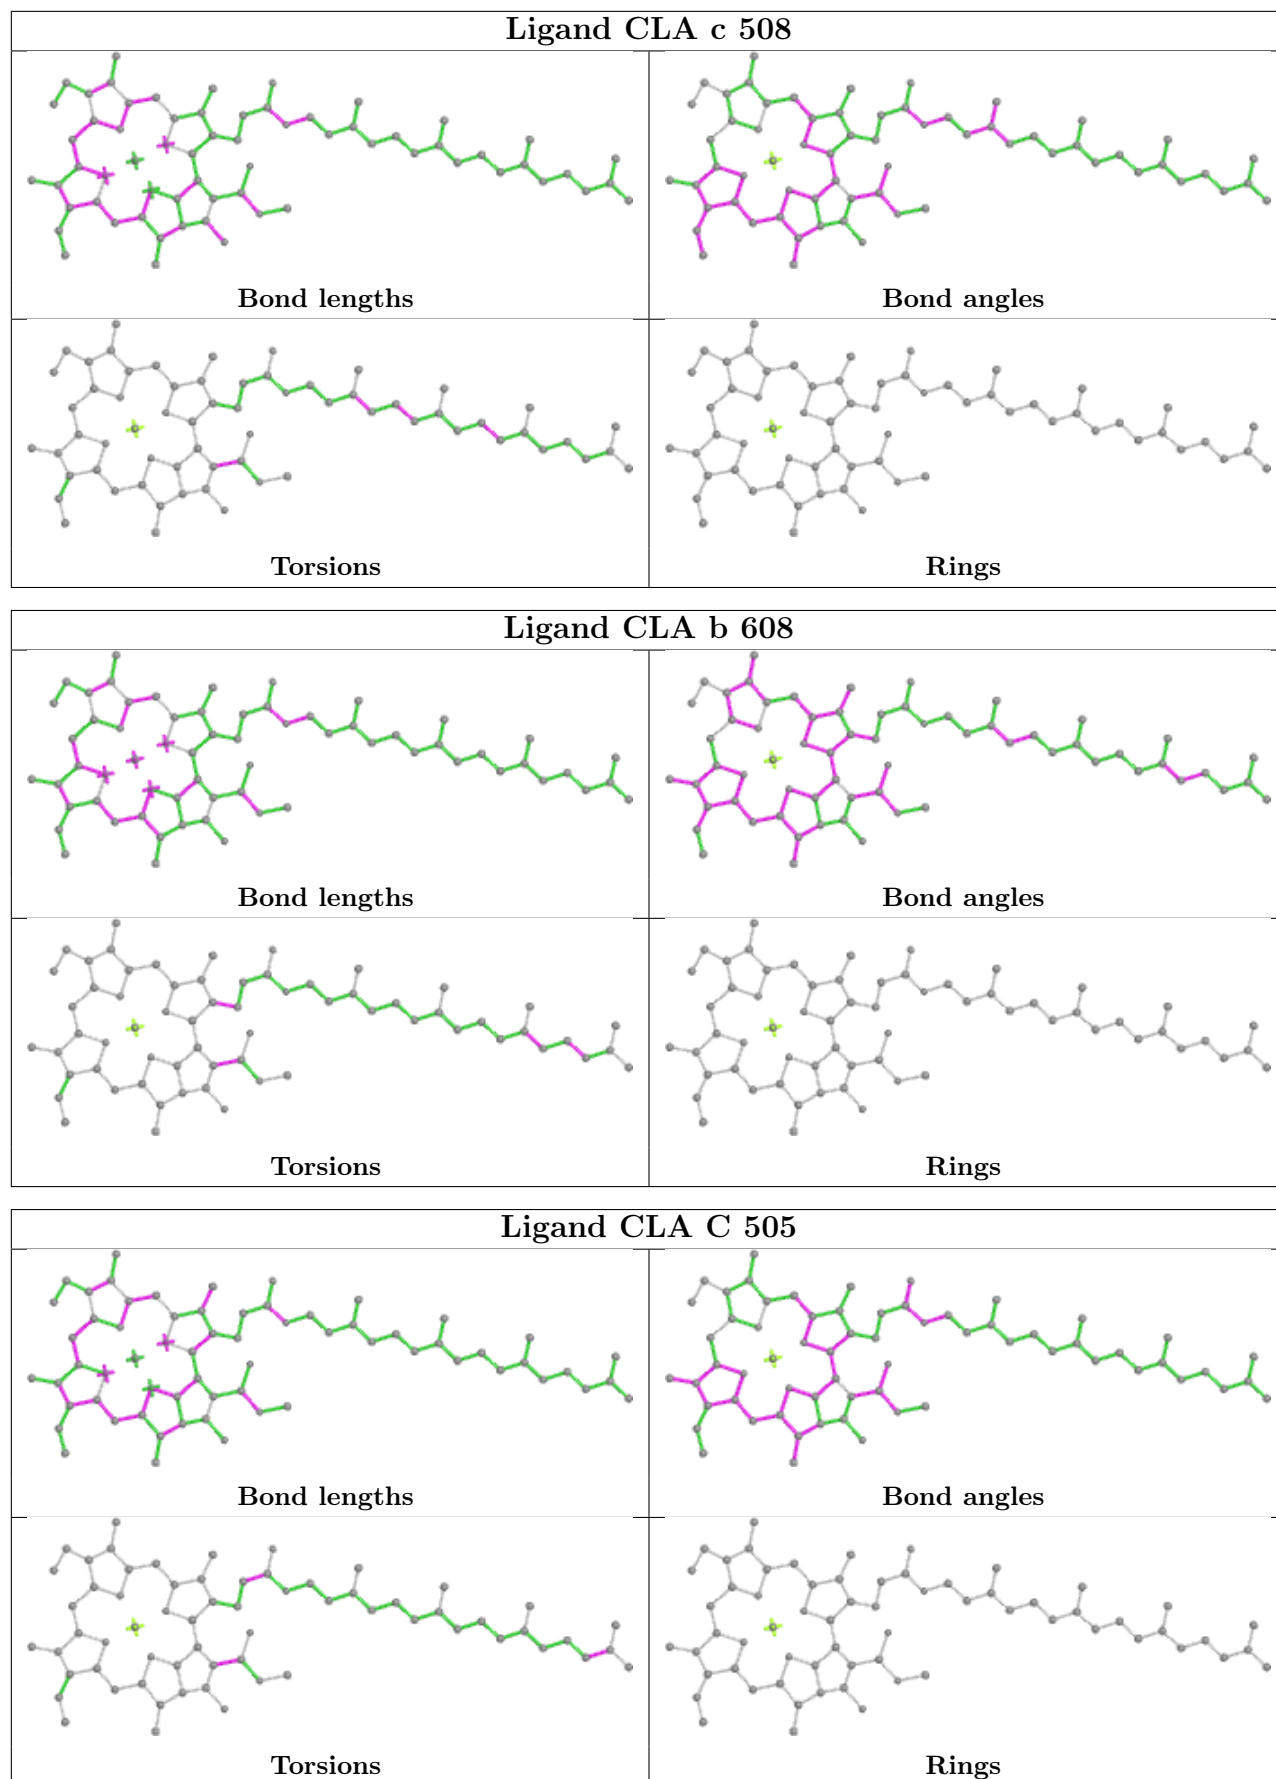 Ligand CLA c 508
Bond lengths
Bond angles
Torsions
Rings
Ligand CLA b 608
Bond lengths
Bond angles
Torsions
Rings
Ligand CLA C 505
Bond lengths
Bond angles
Torsions
Rings